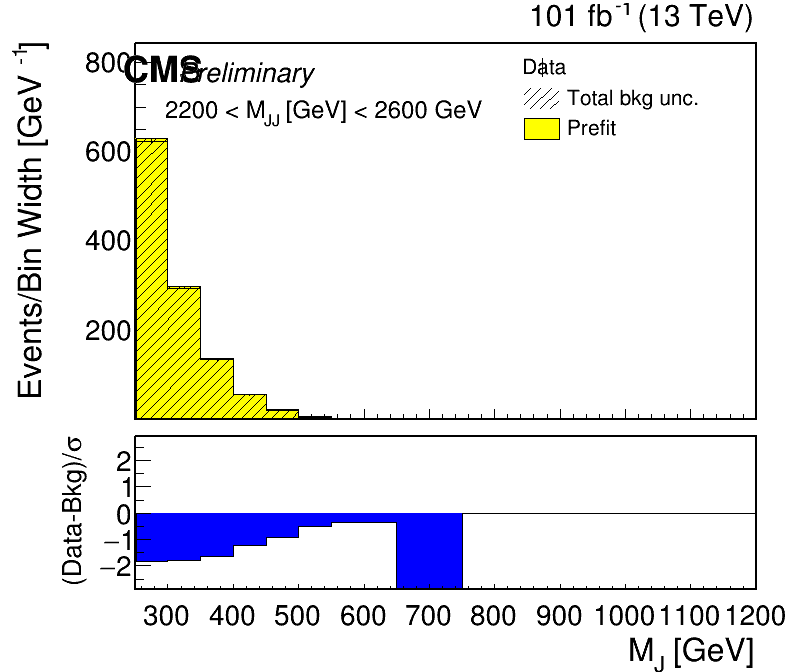 101 fb⁻¹ (13 TeV)
Events/Bin Width [GeV⁻¹]
800
600
400
200
CMS Preliminary
2200 < M_JJ [GeV] < 2600 GeV
Data
Total bkg unc.
Prefit
(Data-Bkg)/σ
2
1
0
−1
−2
300 400 500 600 700 800 900 1000 1100 1200
M_J [GeV]